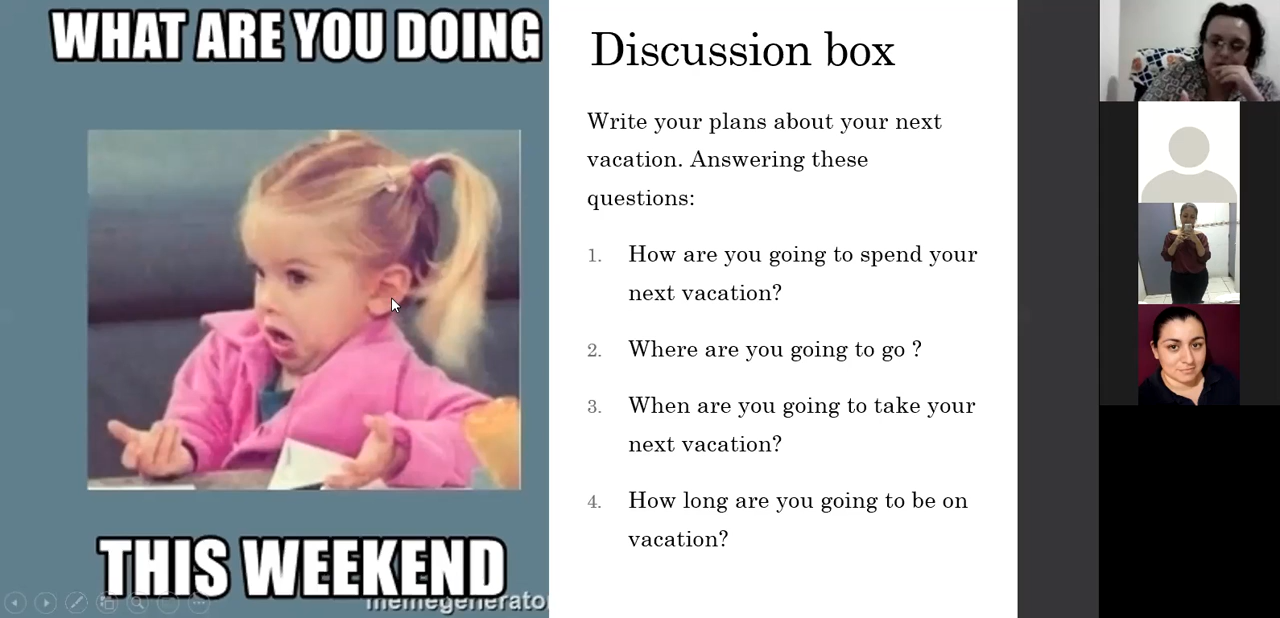 WHAT ARE YOU DOING
THIS WEEKEND
memegenerato
Discussion box
Write your plans about your next
vacation. Answering these
questions:
1. How are you going to spend your
next vacation?
2. Where are you going to go ?
3. When are you going to take your
next vacation?
4. How long are you going to be on
vacation?